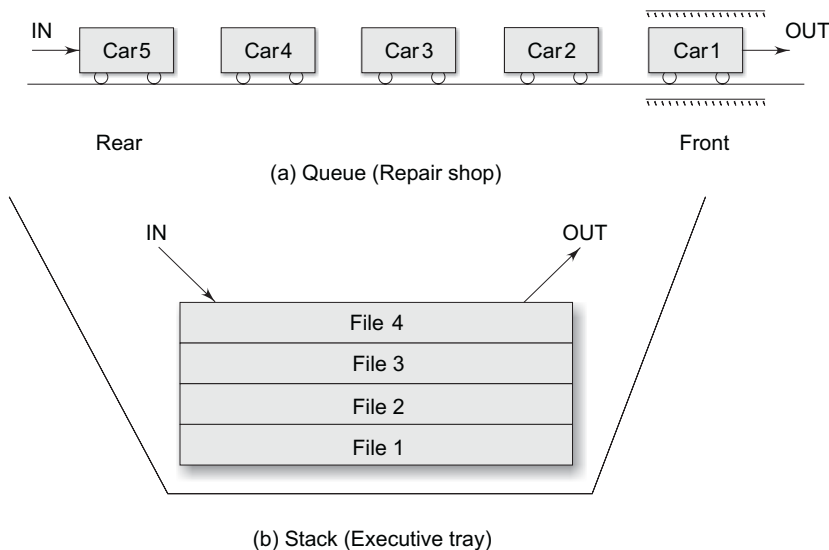 IN
OUT
Car5 Car4 Car3 Car2 Car1
Rear Front
(a) Queue (Repair shop)
IN OUT
File 4
File 3
File 2
File 1
(b) Stack (Executive tray)